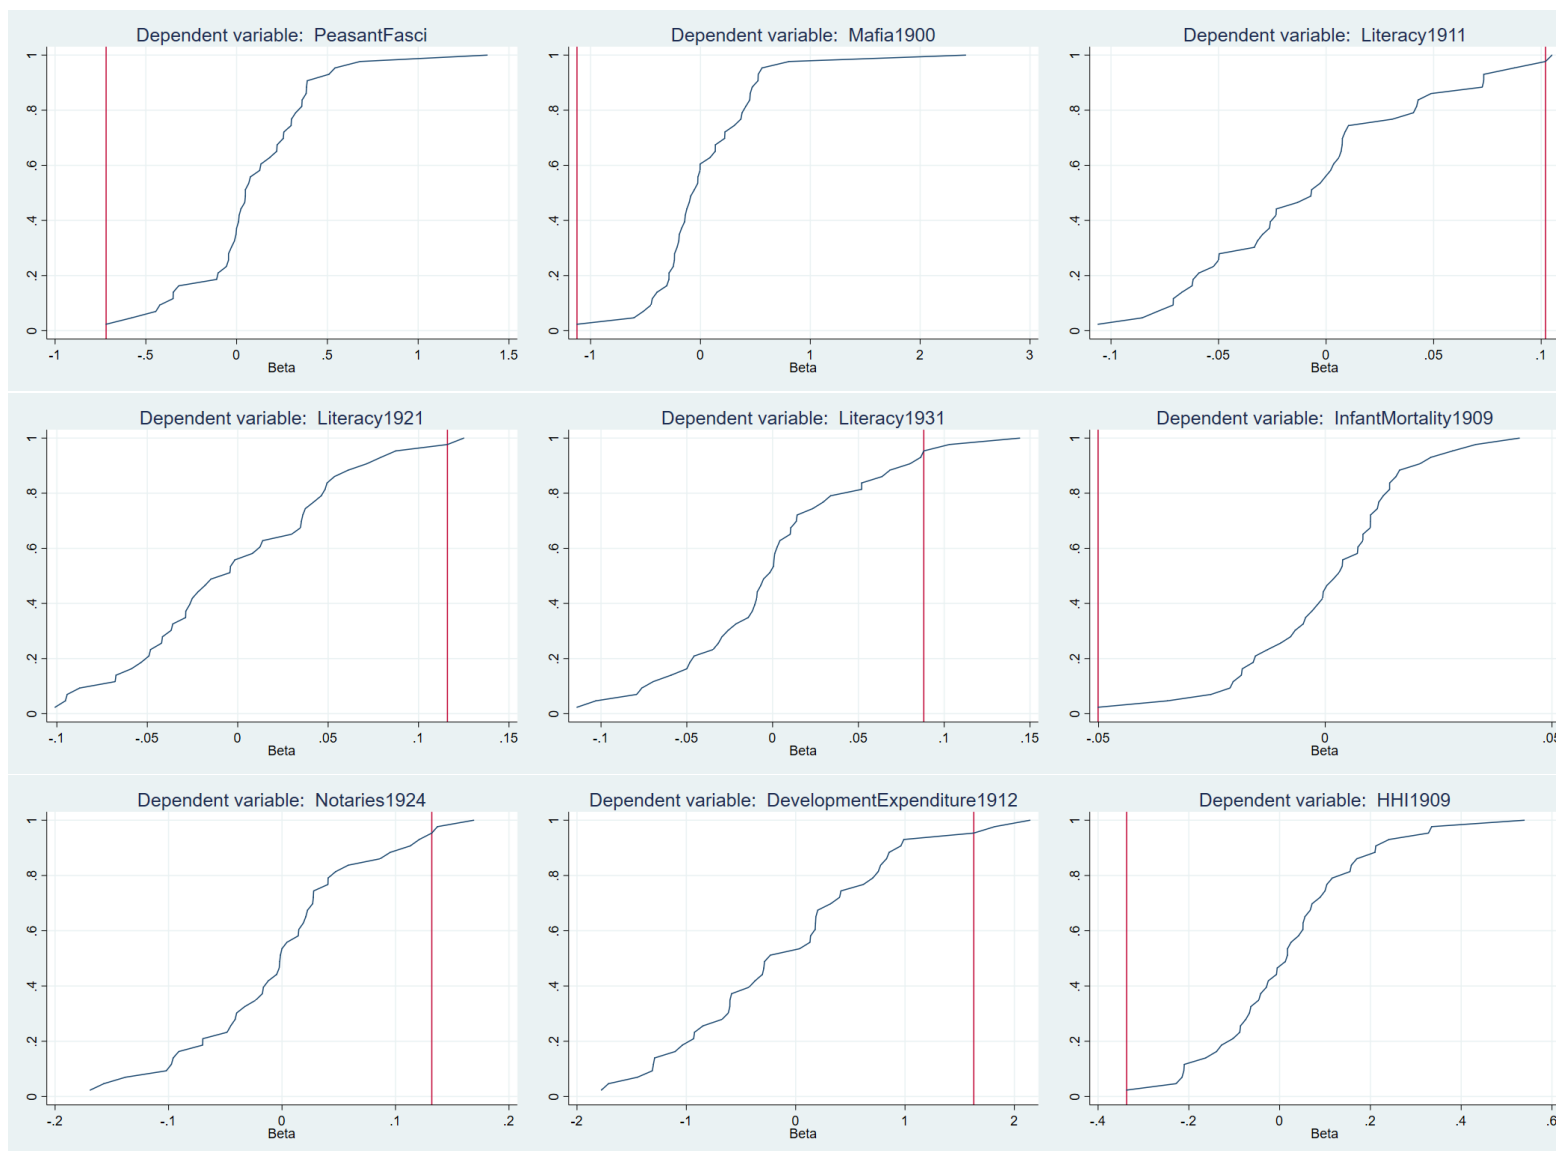 Dependent variable: PeasantFasci
1
.8
.6
.4
.2
0
-1 -.5 0 .5 1 1.5
Beta
Dependent variable: Mafia1900
1
.8
.6
.4
.2
0
-1 0 1 2 3
Beta
Dependent variable: Literacy1911
1
.8
.6
.4
.2
0
-.1 -.05 0 .05 .1
Beta
Dependent variable: Literacy1921
1
.8
.6
.4
.2
0
-.1 -.05 0 .05 .1 .15
Beta
Dependent variable: Literacy1931
1
.8
.6
.4
.2
0
-.1 -.05 0 .05 .1 .15
Beta
Dependent variable: InfantMortality1909
1
.8
.6
.4
.2
0
-.05 0 .05
Beta
Dependent variable: Notaries1924
1
.8
.6
.4
.2
0
-.2 -.1 0 .1 .2
Beta
Dependent variable: DevelopmentExpenditure1912
1
.8
.6
.4
.2
0
-2 -1 0 1 2
Beta
Dependent variable: HHI1909
1
.8
.6
.4
.2
0
-.4 -.2 0 .2 .4 .6
Beta